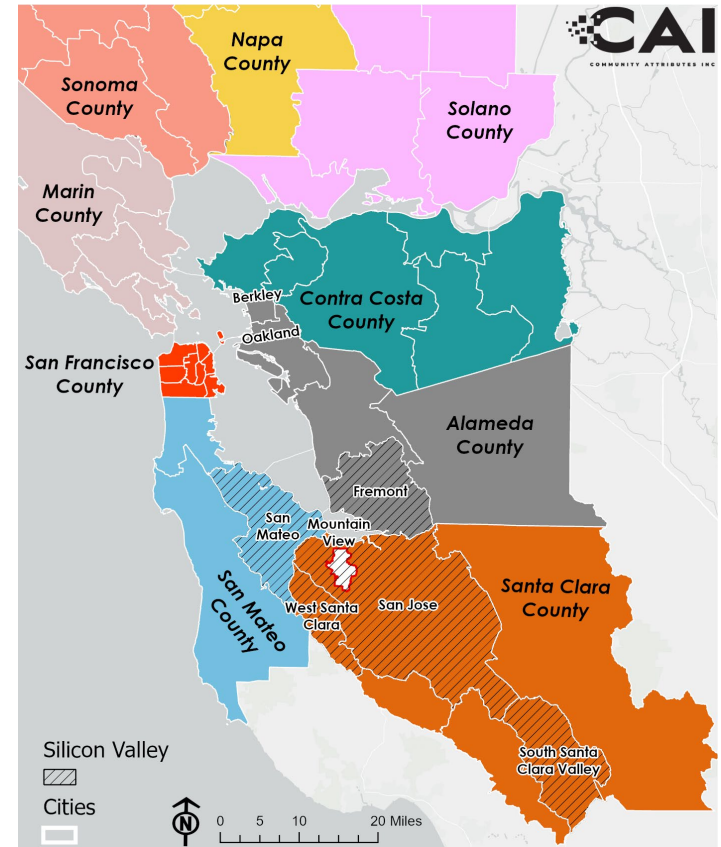 CAI
COMMUNITY ATTRIBUTES INC
Napa
County
Sonoma
County
Solano
County
Marin
County
Berkley
Contra Costa
County
Oakland
San Francisco
County
Alameda
County
Fremont
San
Mateo
Mountain
View
Santa Clara
County
West Santa
Clara
San Jose
San Mateo
County
South Santa
Clara Valley
Silicon Valley
Cities
N
0 5 10 20 Miles